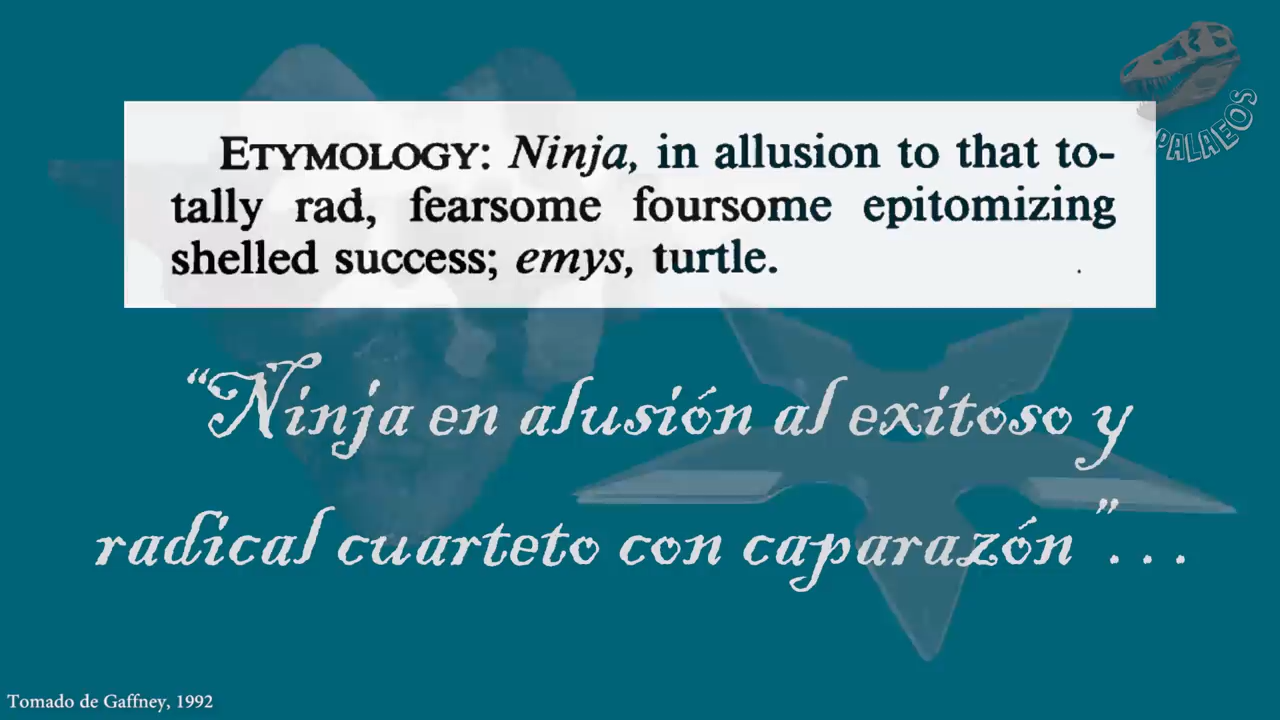 PALAEOS
ETYMOLOGY: Ninja, in allusion to that to-
tally rad, fearsome foursome epitomizing
shelled success; emys, turtle.
“Ninja en alusión al exitoso y
radical cuarteto con caparazón”...
Tomado de Gaffney, 1992